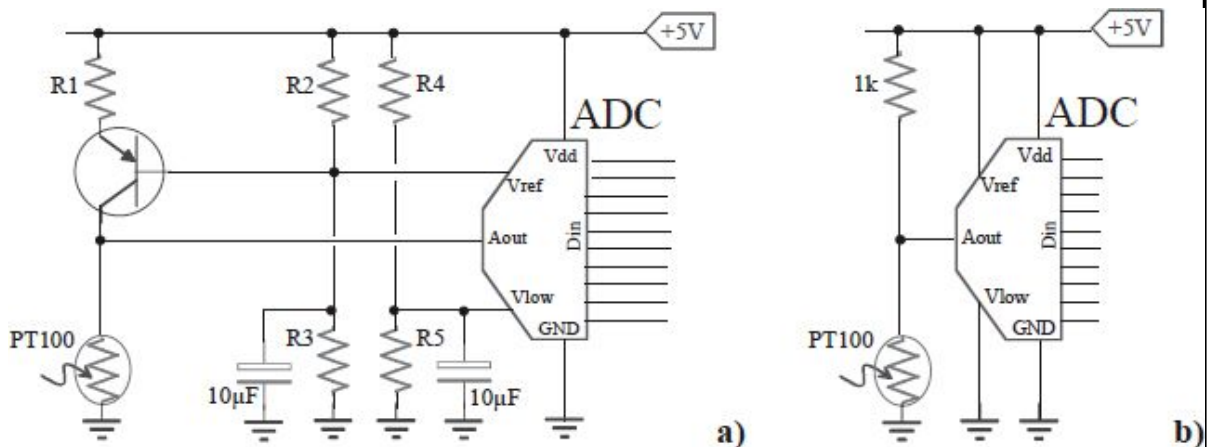 +5V
R1
R2
R4
ADC
Vdd
Vref
Aout
Din
Vlow
GND
PT100
R3
R5
10µF
10µF
a)
+5V
1k
ADC
Vdd
Vref
Aout
Din
Vlow
GND
PT100
b)